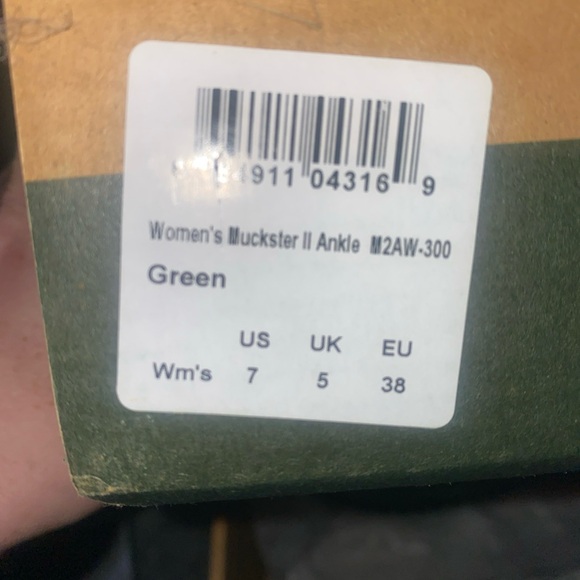 911 04316 9
Women's Muckster II Ankle M2AW-300
Green
US UK EU
Wm's 7 5 38